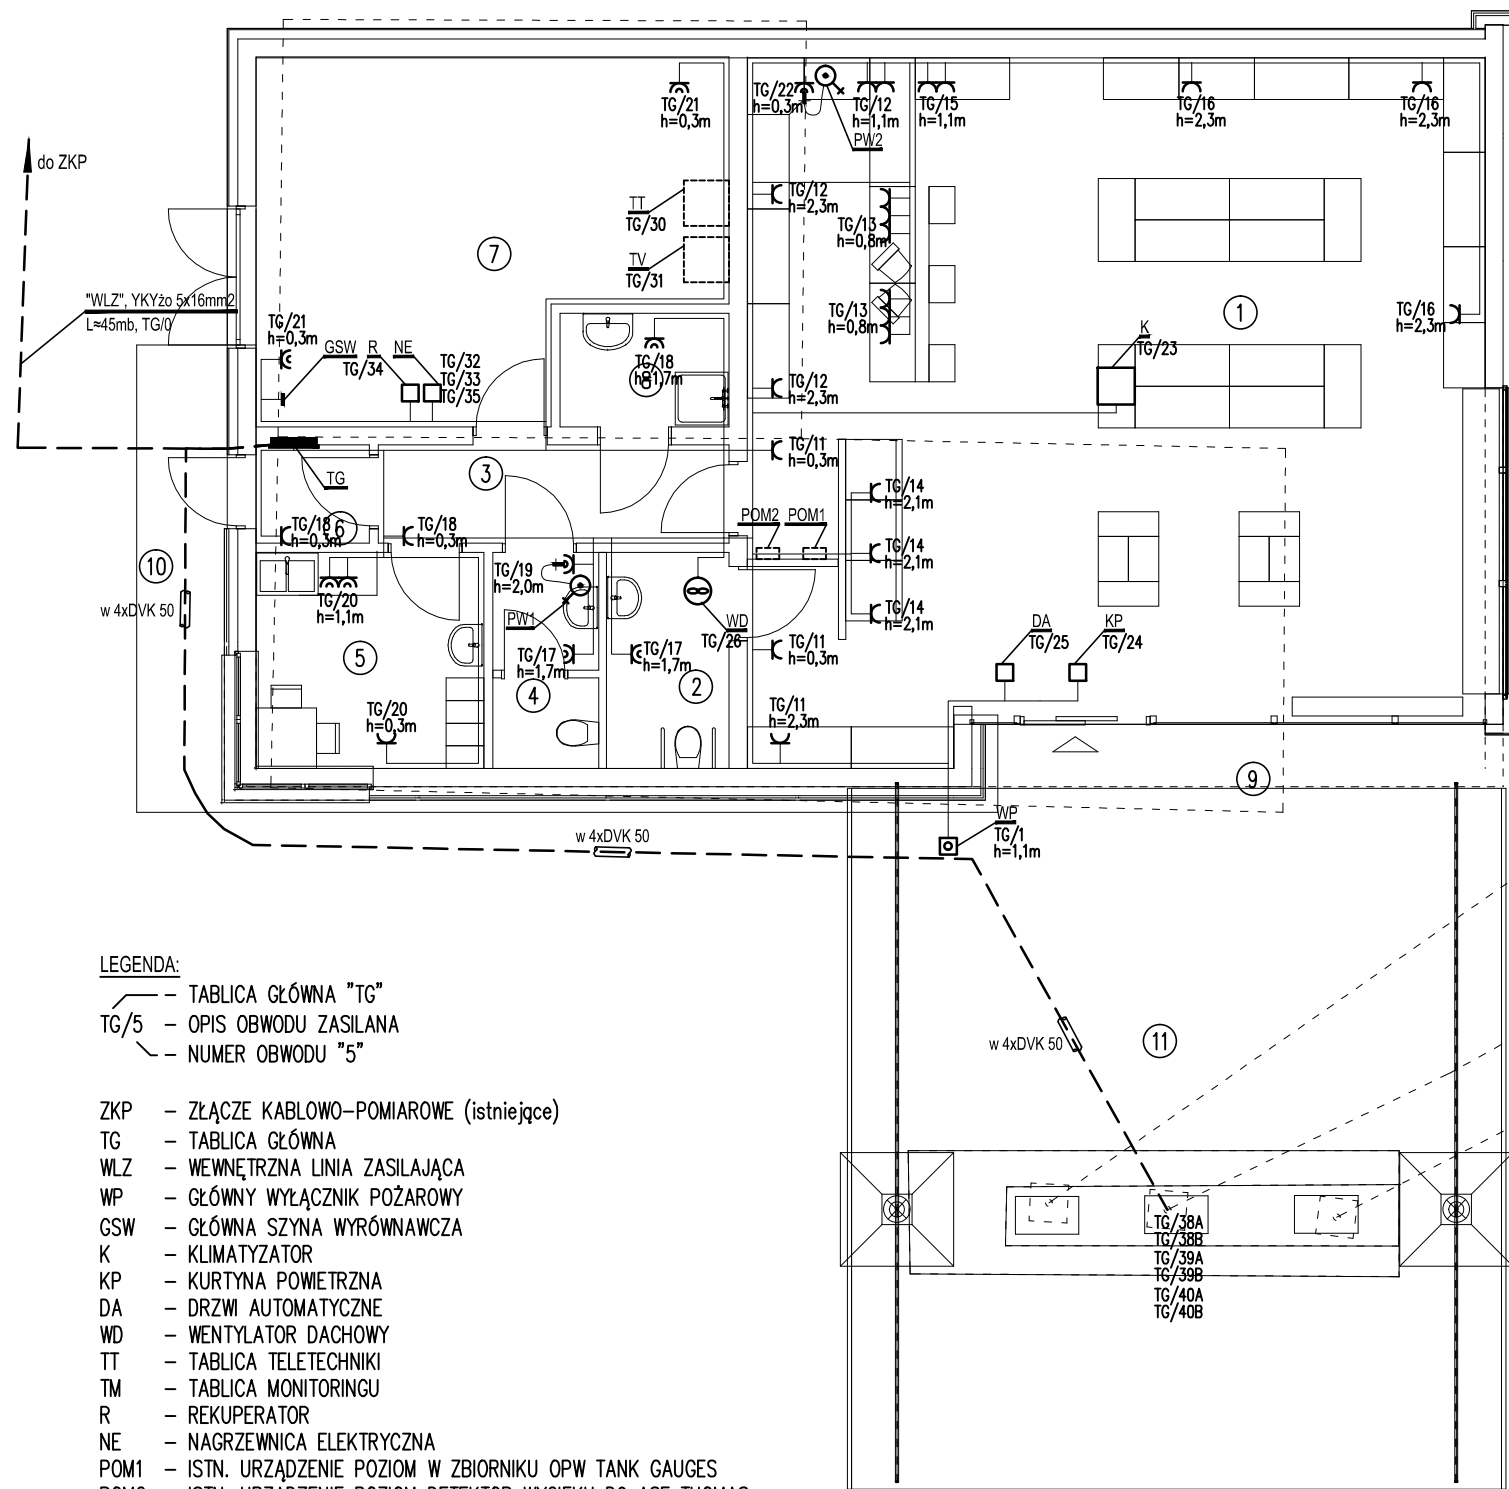 do ZKP
"WLZ", YKYżo 5x16mm2
L≈45mb, TG/0
TG/21
h=0,3m
TG/22
h=0,3m
TG/12
h=1,1m
TG/15
h=1,1m
TG/16
h=2,3m
TG/16
h=2,3m
PW2
TT
TG/30
TV
TG/31
TG/12
h=2,3m
TG/13
h=0,8m
TG/13
h=0,8m
7
1
TG/16
h=2,3m
TG/21
h=0,3m
GSW
R
TG/34
NE
TG/32
TG/33
TG/35
TG/18
h=1,7m
8
TG/12
h=2,3m
K
TG/23
TG/11
h=0,3m
3
TG
TG/14
h=2,1m
TG/14
h=2,1m
TG/14
h=2,1m
POM2
POM1
TG/18
h=0,3m
6
TG/18
h=0,3m
10
w 4xDVK 50
TG/20
h=1,1m
TG/19
h=2,0m
PW1
WD
TG/26
TG/17
h=1,7m
TG/17
h=1,7m
TG/11
h=0,3m
5
4
2
DA
TG/25
KP
TG/24
TG/20
h=0,3m
TG/11
h=2,3m
9
w 4xDVK 50
WP
TG/1
h=1,1m
w 4xDVK 50
11
TG/38A
TG/38B
TG/39A
TG/39B
TG/40A
TG/40B
LEGENDA:
– TABLICA GŁÓWNA "TG"
TG/5 – OPIS OBWODU ZASILANA
– NUMER OBWODU "5"
ZKP – ZŁĄCZE KABLOWO–POMIAROWE (istniejące)
TG – TABLICA GŁÓWNA
WLZ – WEWNĘTRZNA LINIA ZASILAJĄCA
WP – GŁÓWNY WYŁĄCZNIK POŻAROWY
GSW – GŁÓWNA SZYNA WYRÓWNAWCZA
K – KLIMATYZATOR
KP – KURTYNA POWIETRZNA
DA – DRZWI AUTOMATYCZNE
WD – WENTYLATOR DACHOWY
TT – TABLICA TELETECHNIKI
TM – TABLICA MONITORINGU
R – REKUPERATOR
NE – NAGRZEWNICA ELEKTRYCZNA
POM1 – ISTN. URZĄDZENIE POZIOM W ZBIORNIKU OPW TANK GAUGES